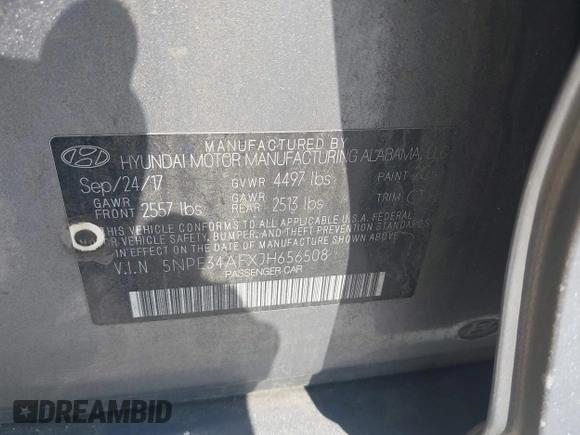 MANUFACTURED BY
HYUNDAI MOTOR MANUFACTURING ALABAMA, LLC
Sep/24/17 GVWR 4497 lbs PAINT
GAWR FRONT 2557 lbs GAWR REAR 2513 lbs TRIM
THIS VEHICLE CONFORMS TO ALL APPLICABLE U.S.A. FEDERAL
MOTOR VEHICLE SAFETY, BUMPER, AND THEFT PREVENTION
STANDARDS IN EFFECT ON THE DATE OF MANUFACTURE SHOWN ABOVE.
V.I.N 5NPE34AFXJH656508
PASSENGER CAR
DREAMBID